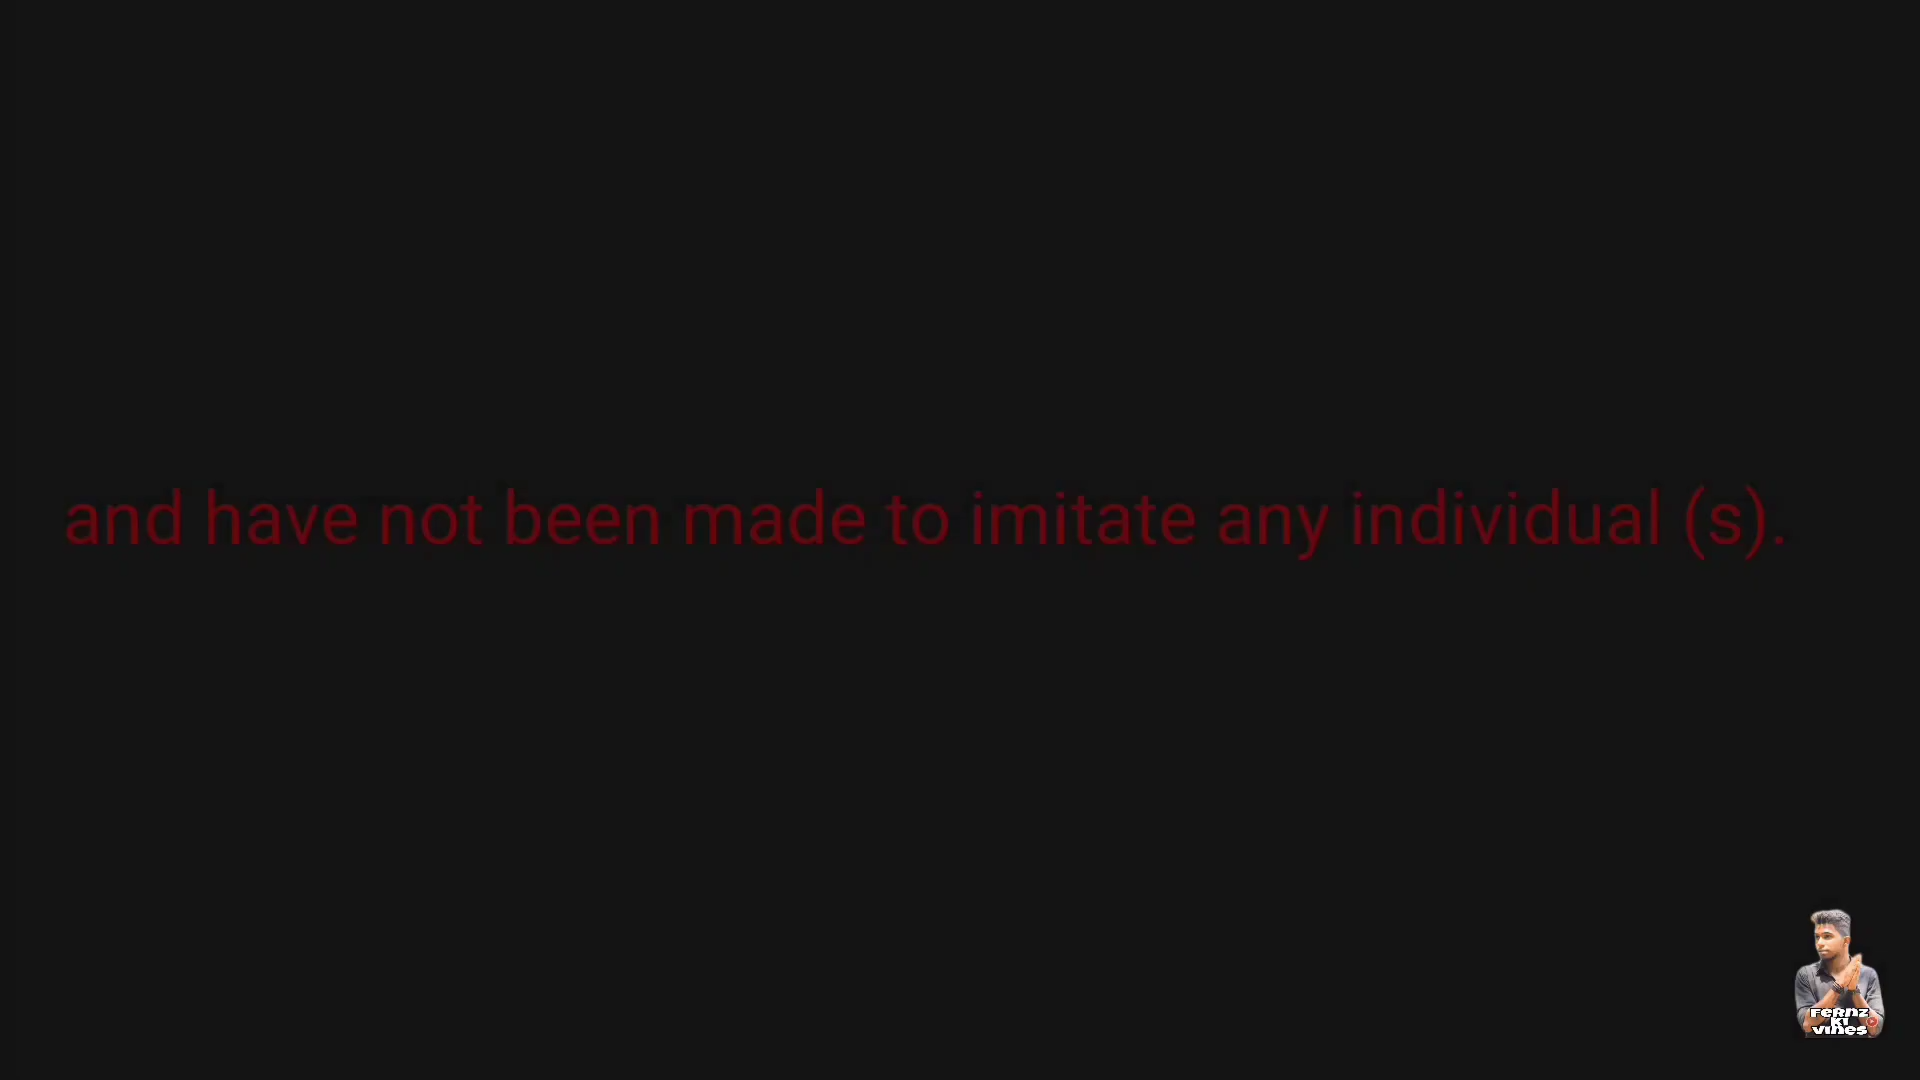 and have not been made to imitate any individual (s).
FERNZ
KI
VINES